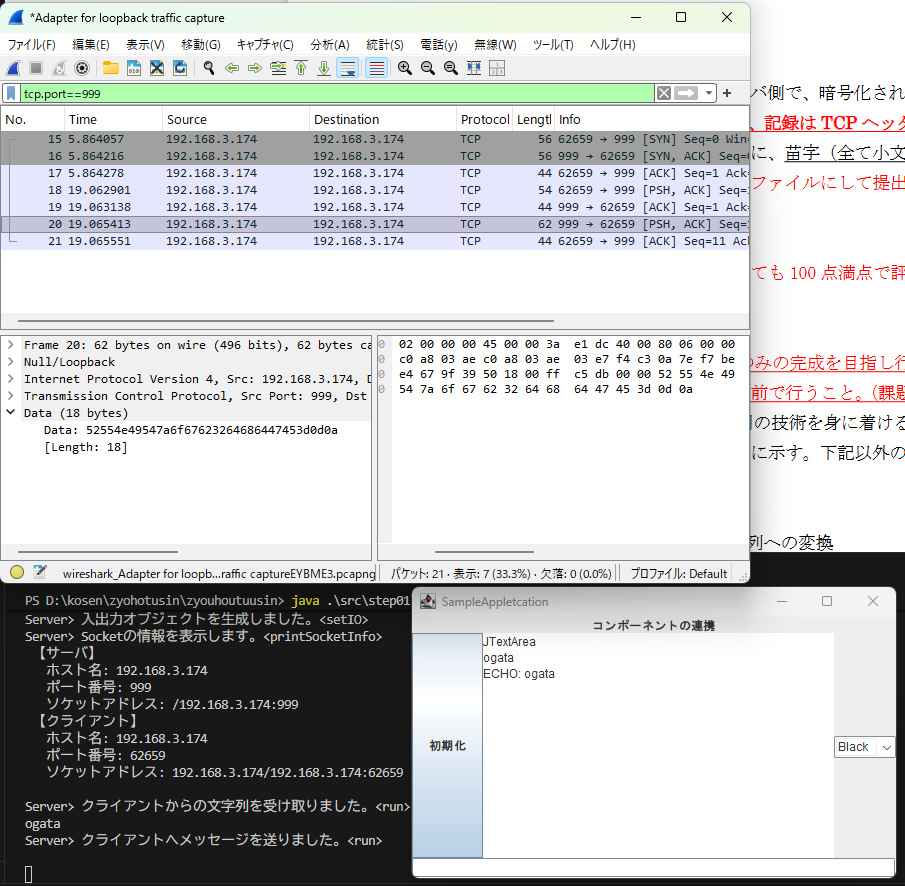 *Adapter for loopback traffic capture
ファイル(F) 編集(E) 表示(V) 移動(G) キャプチャ(C) 分析(A) 統計(S) 電話(y) 無線(W) ツール(T) ヘルプ(H)
tcp.port==999
No. Time Source Destination Protocol Lengtl Info
15 5.864057 192.168.3.174 192.168.3.174 TCP 56 62659 → 999 [SYN] Seq=0 Win=
16 5.864216 192.168.3.174 192.168.3.174 TCP 56 999 → 62659 [SYN, ACK] Seq=
17 5.864278 192.168.3.174 192.168.3.174 TCP 44 62659 → 999 [ACK] Seq=1 Ack=
18 19.062901 192.168.3.174 192.168.3.174 TCP 54 62659 → 999 [PSH, ACK] Seq=
19 19.063138 192.168.3.174 192.168.3.174 TCP 44 999 → 62659 [ACK] Seq=1 Ack=
20 19.065413 192.168.3.174 192.168.3.174 TCP 62 999 → 62659 [PSH, ACK] Seq=
21 19.065551 192.168.3.174 192.168.3.174 TCP 44 62659 → 999 [ACK] Seq=11 Ack
Frame 20: 62 bytes on wire (496 bits), 62 bytes ca
Null/Loopback
Internet Protocol Version 4, Src: 192.168.3.174, D
Transmission Control Protocol, Src Port: 999, Dst
Data (18 bytes)
Data: 52554e49547a6f67623264686447453d0d0a
[Length: 18]
0 02 00 00 00 45 00 00 3a e1 dc 40 00 80 06 00 00
0 c0 a8 03 ae c0 a8 03 ae 03 e7 f4 c3 0a 7e f7 be
0 e4 67 9f 39 50 18 00 ff c5 db 00 00 52 55 4e 49
0 54 7a 6f 67 62 32 64 68 64 47 45 3d 0d 0a
wireshark_Adapter for loopb...raffic captureEYBME3.pcapng パケット: 21 · 表示: 7 (33.3%) · 欠落: 0 (0.0%) プロファイル: Default
バ側で、暗号化され
、記録は TCP ヘッダ
に、苗字（全て小文
ファイルにして提出
ても 100 点満点で評
みの完成を目指し行
前で行うこと。（課題
の技術を身に着ける
に示す。下記以外の
列への変換
PS D:\kosen\zyohotusin\zyouhoutuusin> java .\src\step01
Server> 入出力オブジェクトを生成しました。<setIO>
Server> Socketの情報を表示します。<printSocketInfo>
【サーバ】
ホスト名: 192.168.3.174
ポート番号: 999
ソケットアドレス: /192.168.3.174:999
【クライアント】
ホスト名: 192.168.3.174
ポート番号: 62659
ソケットアドレス: 192.168.3.174/192.168.3.174:62659
Server> クライアントからの文字列を受け取りました。<run>
ogata
Server> クライアントへメッセージを送りました。<run>
SampleAppletcation
コンポーネントの連携
JTextArea
ogata
ECHO: ogata
初期化
Black